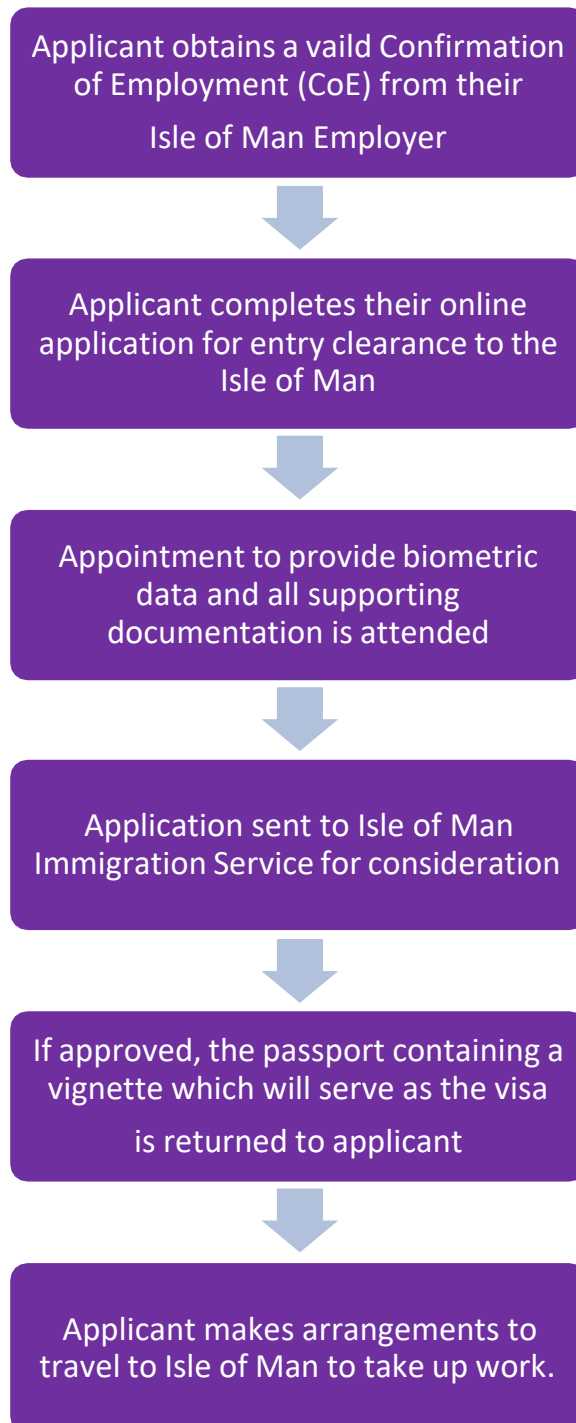 Applicant obtains a vaild Confirmation
of Employment (CoE) from their
Isle of Man Employer
Applicant completes their online
application for entry clearance to the
Isle of Man
Appointment to provide biometric
data and all supporting
documentation is attended
Application sent to Isle of Man
Immigration Service for consideration
If approved, the passport containing a
vignette which will serve as the visa
is returned to applicant
Applicant makes arrangements to
travel to Isle of Man to take up work.